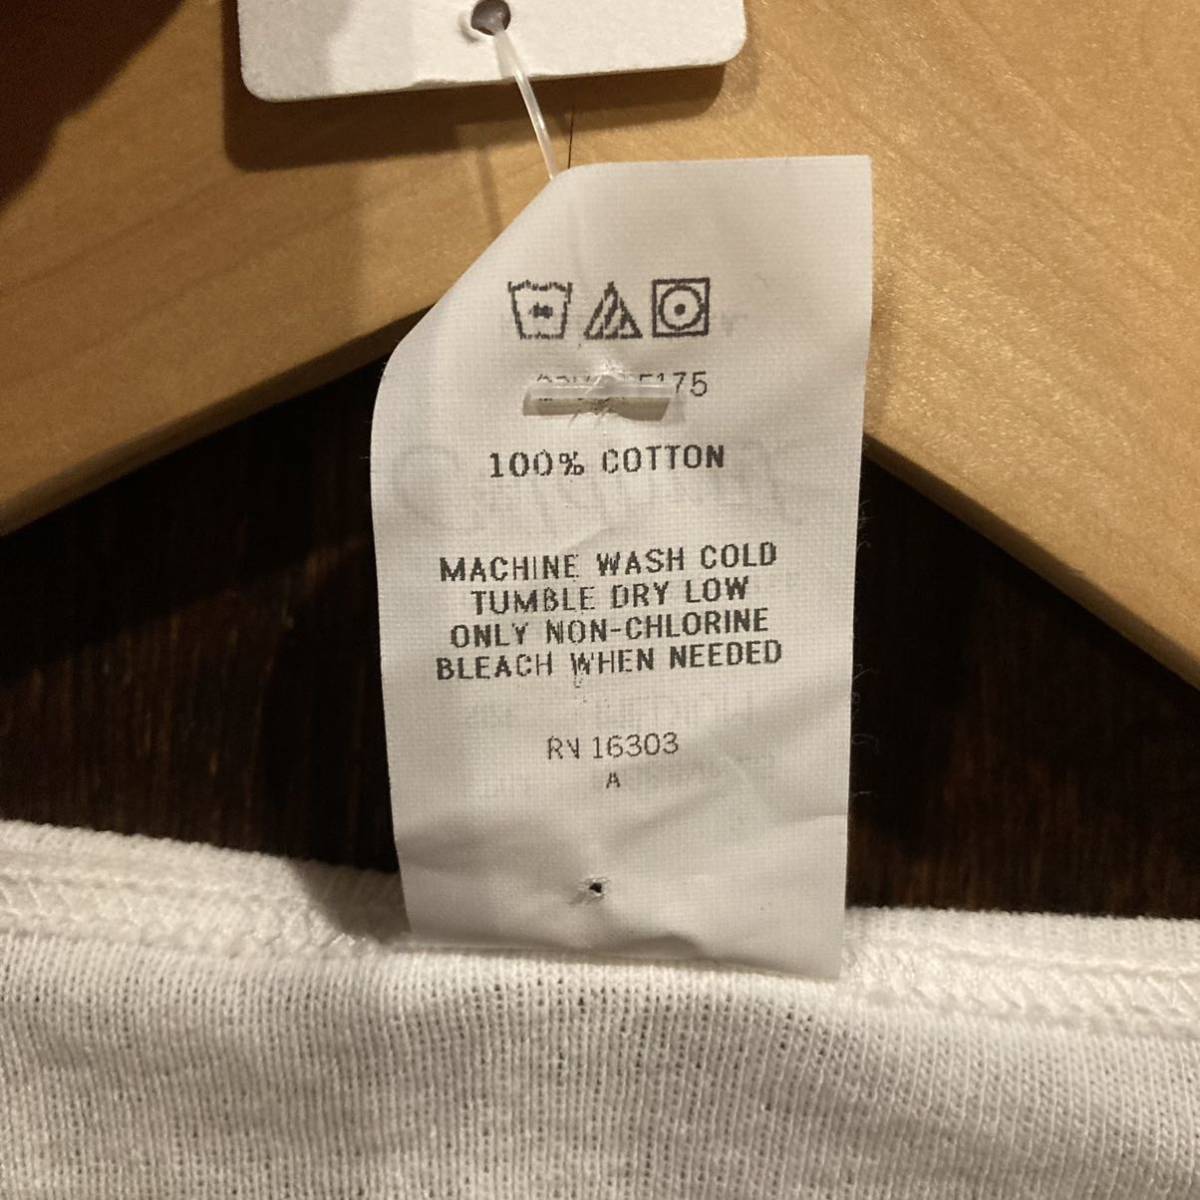 100% COTTON
MACHINE WASH COLD
TUMBLE DRY LOW
ONLY NON-CHLORINE
BLEACH WHEN NEEDED
RN 16303
A